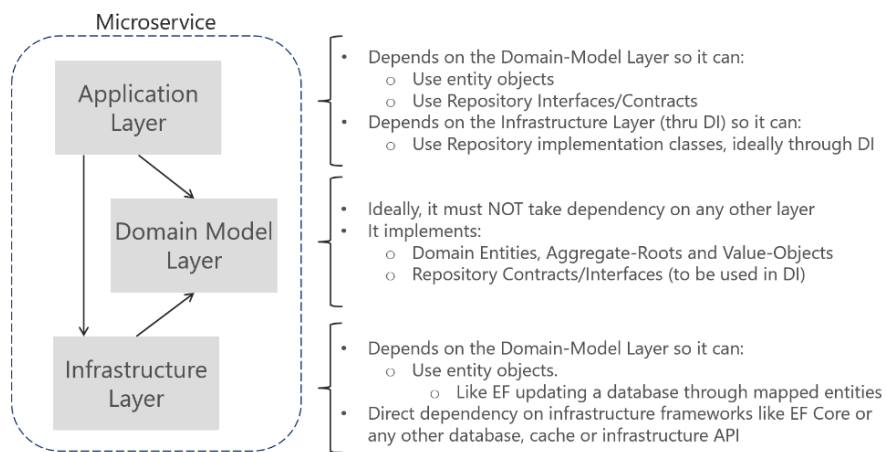 Microservice
Application
Layer
Domain Model
Layer
Infrastructure
Layer
• Depends on the Domain-Model Layer so it can:
o Use entity objects
o Use Repository Interfaces/Contracts
• Depends on the Infrastructure Layer (thru DI) so it can:
o Use Repository implementation classes, ideally through DI
• Ideally, it must NOT take dependency on any other layer
• It implements:
o Domain Entities, Aggregate-Roots and Value-Objects
o Repository Contracts/Interfaces (to be used in DI)
• Depends on the Domain-Model Layer so it can:
o Use entity objects.
o Like EF updating a database through mapped entities
• Direct dependency on infrastructure frameworks like EF Core or
any other database, cache or infrastructure API